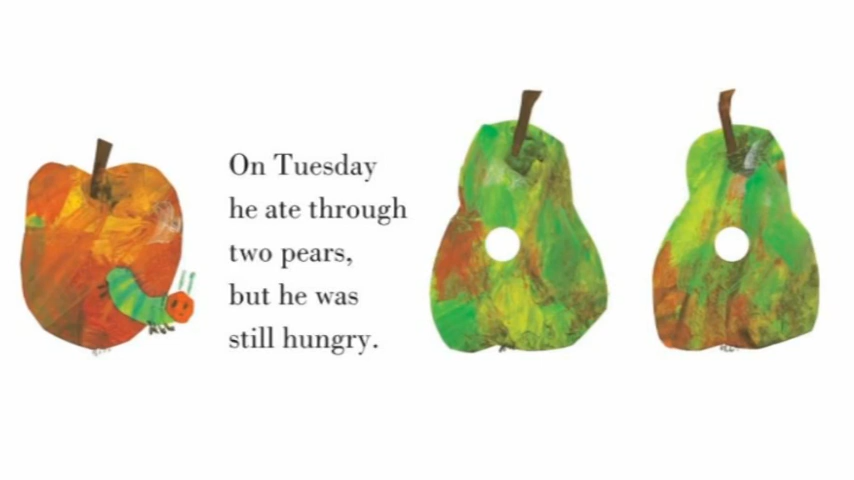 On Tuesday
he ate through
two pears,
but he was
still hungry.